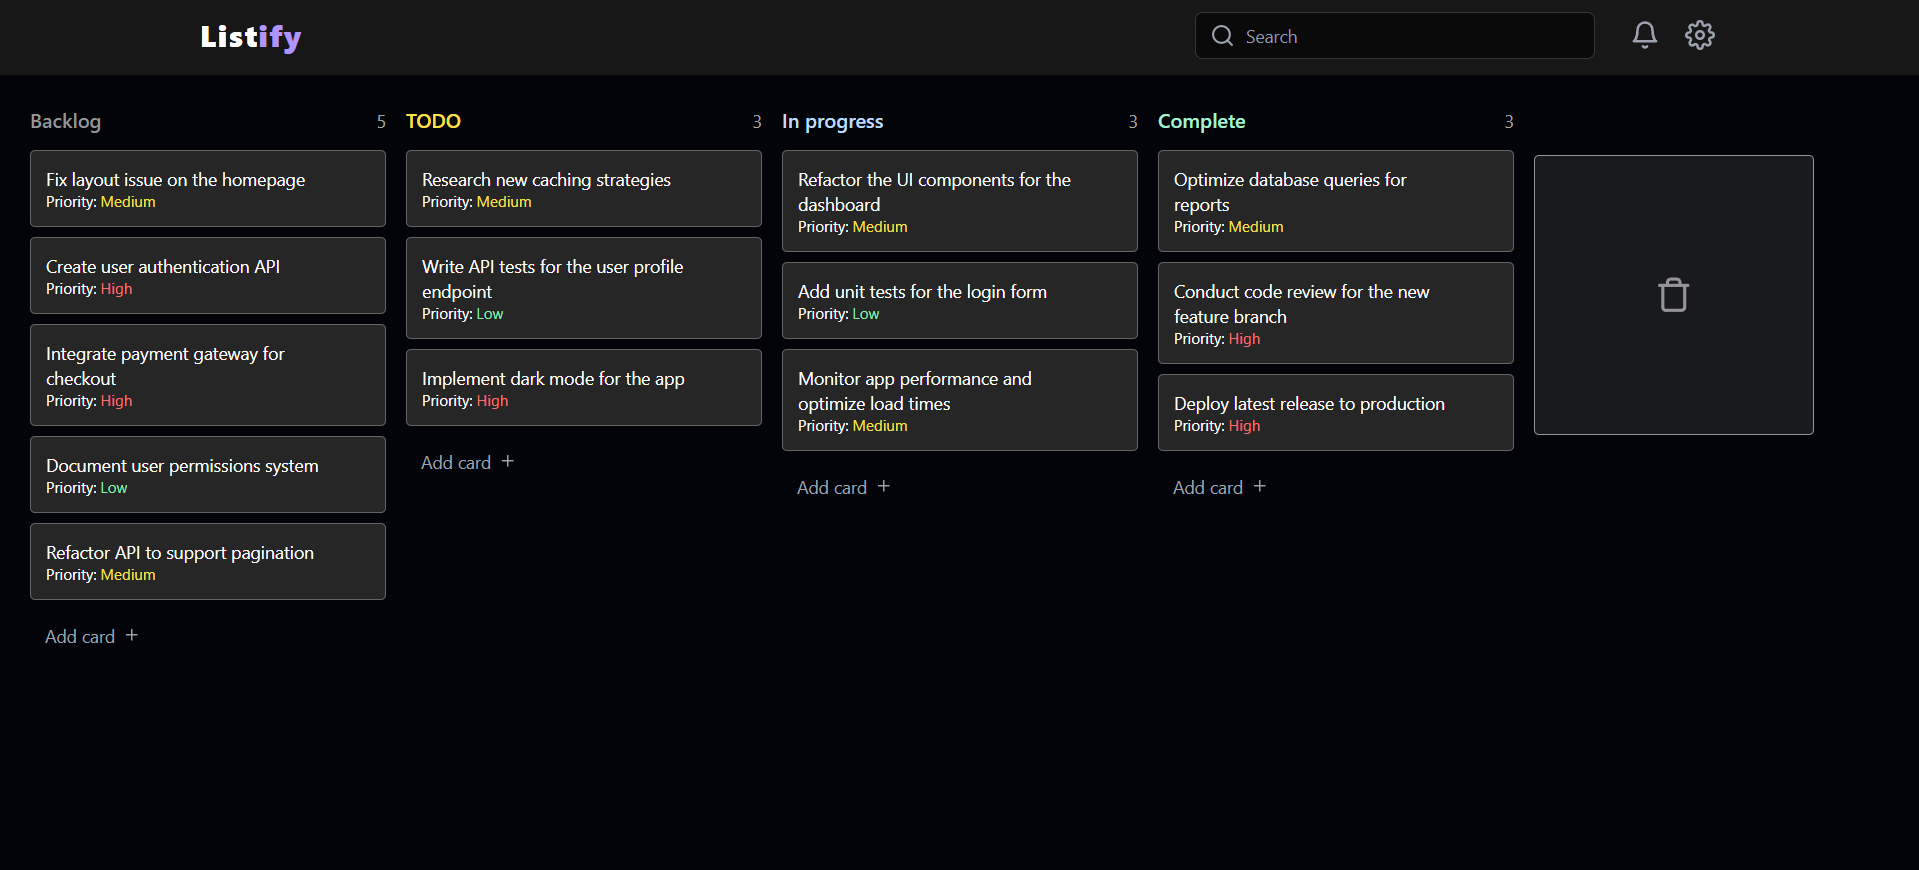 Listify
Search
Backlog 5
Fix layout issue on the homepage
Priority: Medium
Create user authentication API
Priority: High
Integrate payment gateway for
checkout
Priority: High
Document user permissions system
Priority: Low
Refactor API to support pagination
Priority: Medium
Add card +
TODO 3
Research new caching strategies
Priority: Medium
Write API tests for the user profile
endpoint
Priority: Low
Implement dark mode for the app
Priority: High
Add card +
In progress 3
Refactor the UI components for the
dashboard
Priority: Medium
Add unit tests for the login form
Priority: Low
Monitor app performance and
optimize load times
Priority: Medium
Add card +
Complete 3
Optimize database queries for
reports
Priority: Medium
Conduct code review for the new
feature branch
Priority: High
Deploy latest release to production
Priority: High
Add card +